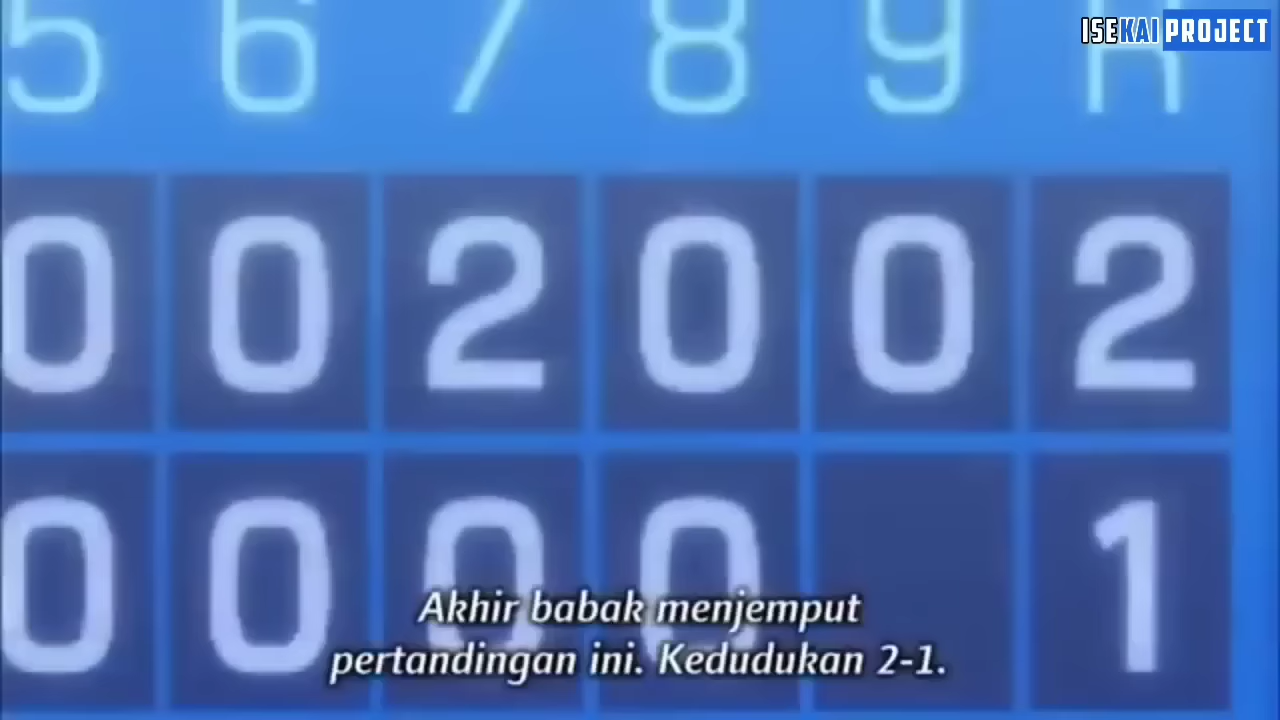 ISEKAI PROJECT
5 6 7 8 9 R
0 0 2 0 0 2
0 0 0 0 1
Akhir babak menjemput
pertandingan ini. Kedudukan 2-1.